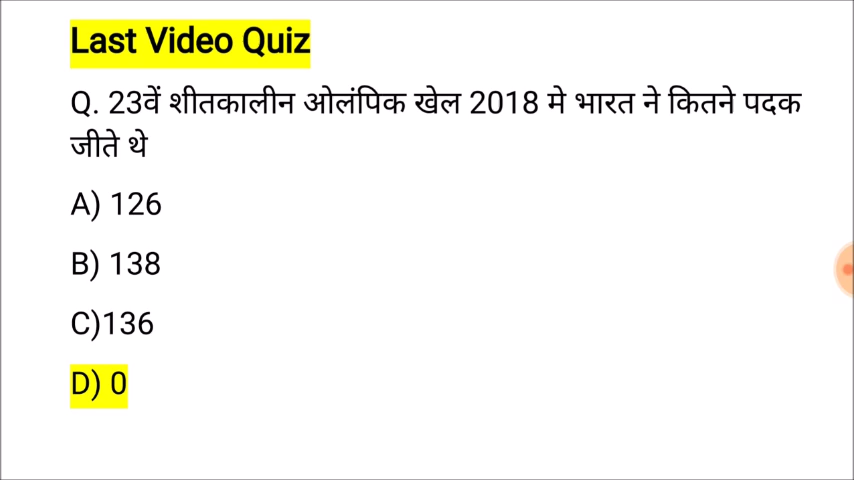 Last Video Quiz
Q. 23वें शीतकालीन ओलंपिक खेल 2018 मे भारत ने कितने पदक
जीते थे
A) 126
B) 138
C)136
D) 0